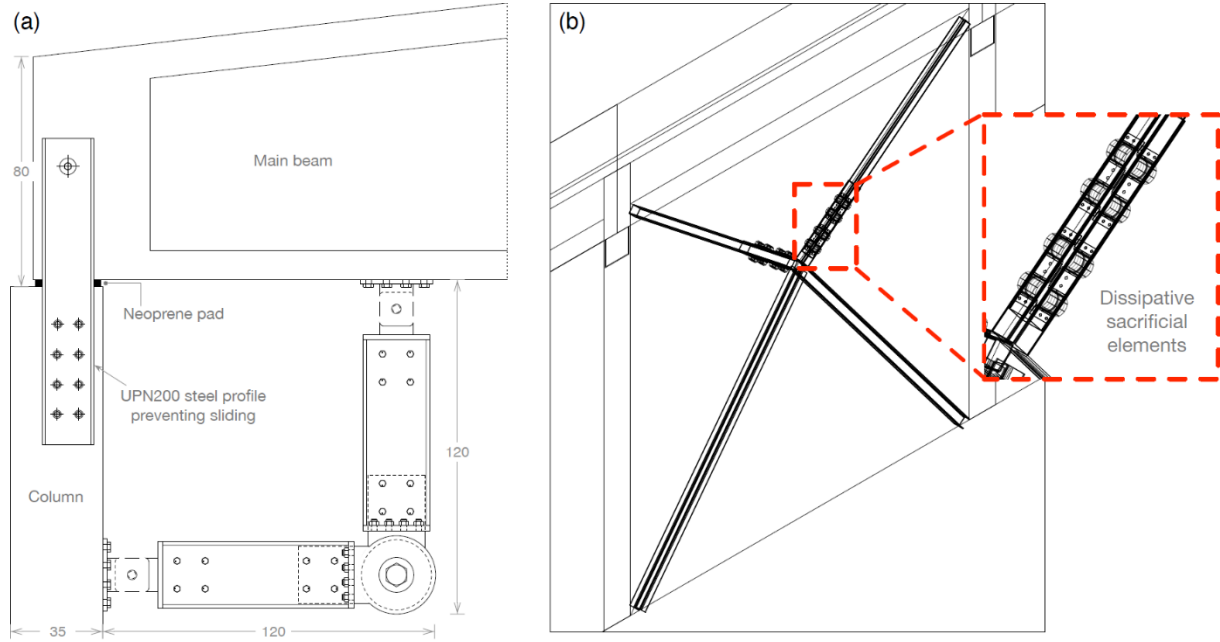 (a)
80
Main beam
Neoprene pad
UPN200 steel profile
preventing sliding
Column
120
35
120
(b)
Dissipative
sacrificial
elements